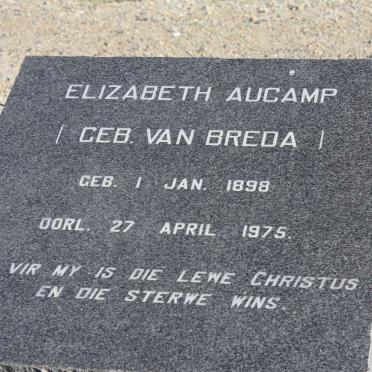 ELIZABETH AUCAMP
( GEB. VAN BREDA )
GEB. 1 JAN. 1898
OORL. 27 APRIL 1975.
VIR MY IS DIE LEWE CHRISTUS
EN DIE STERWE WINS.